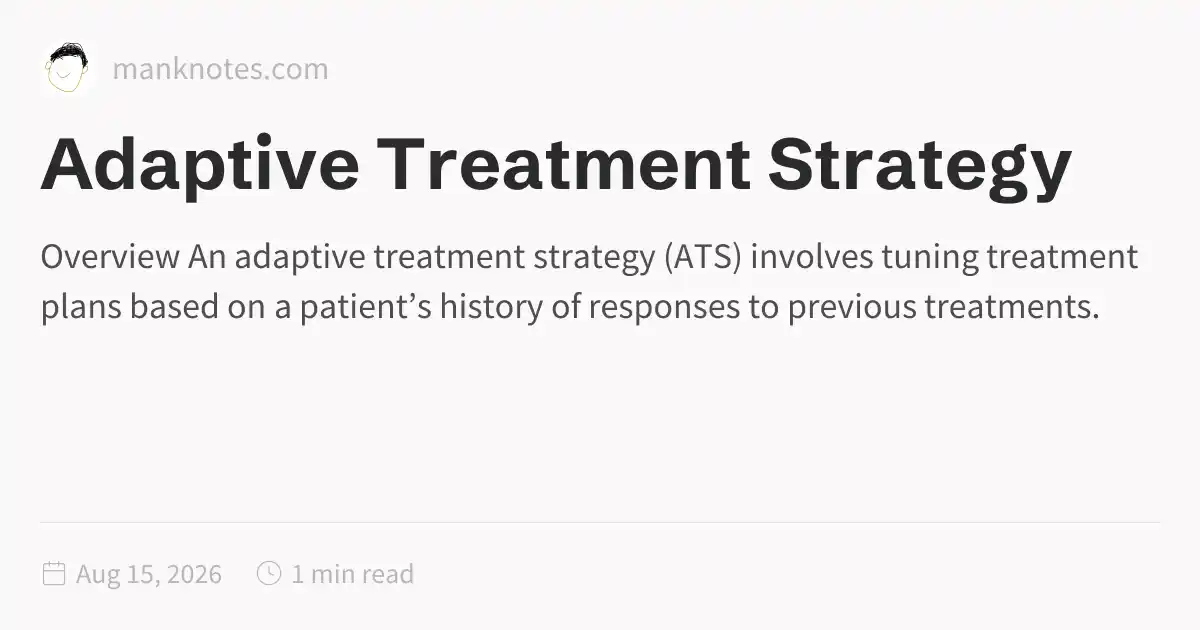 manknotes.com
Adaptive Treatment Strategy
Overview An adaptive treatment strategy (ATS) involves tuning treatment
plans based on a patient’s history of responses to previous treatments.
Aug 15, 2026 1 min read